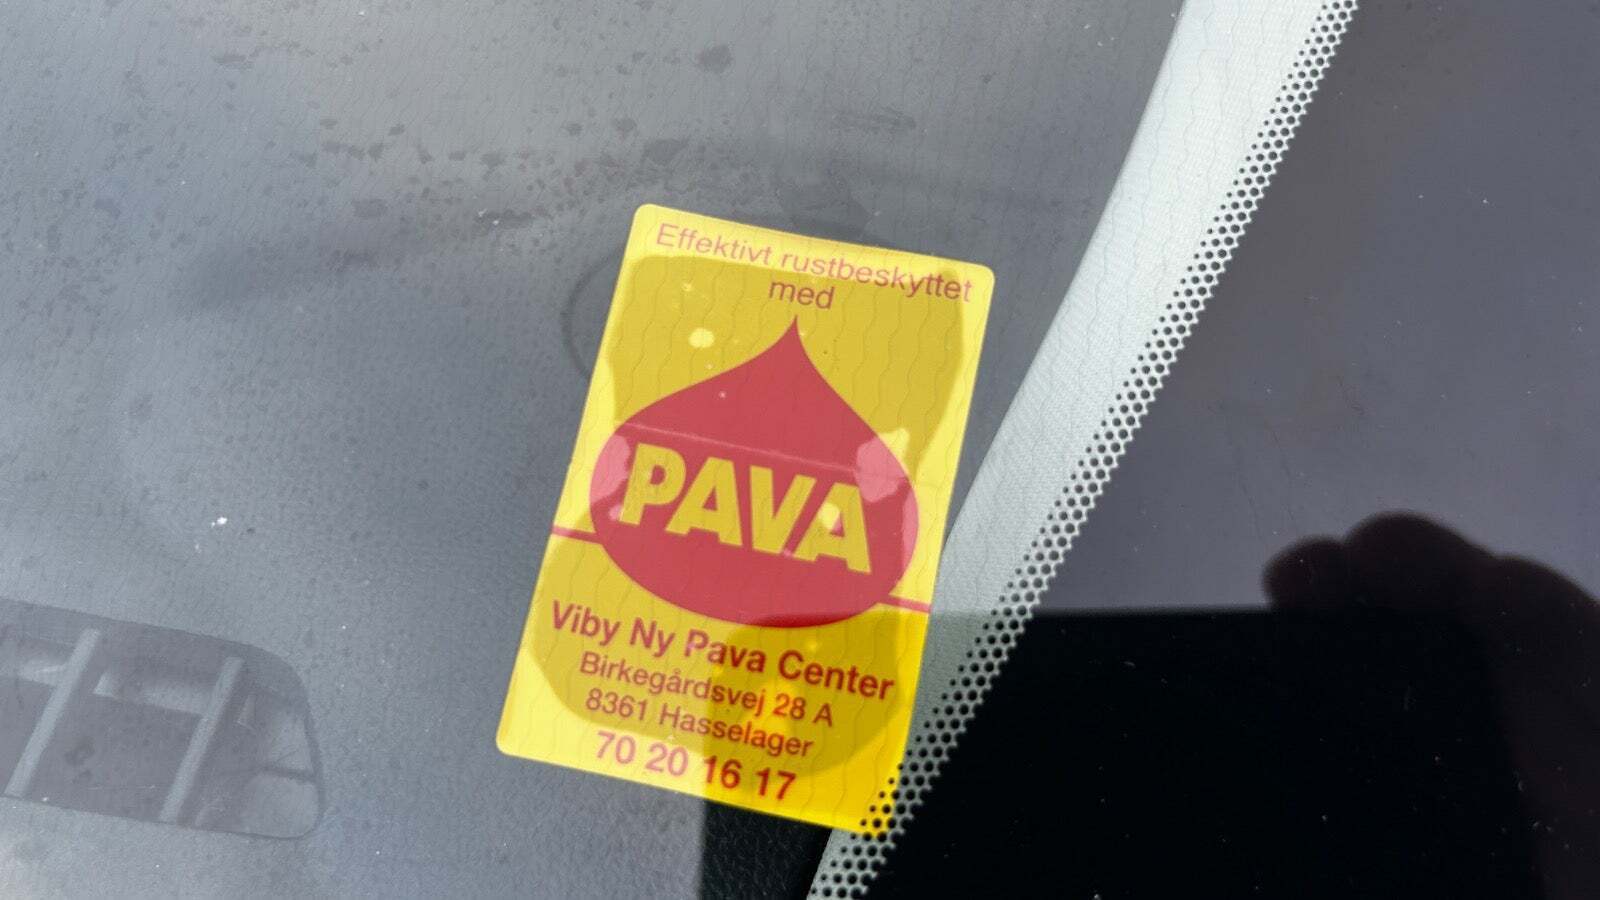 Effektivt rustbeskyttet
med
PAVA
Viby Ny Pava Center
Birkegårdsvej 28 A
8361 Hasselager
70 20 16 17